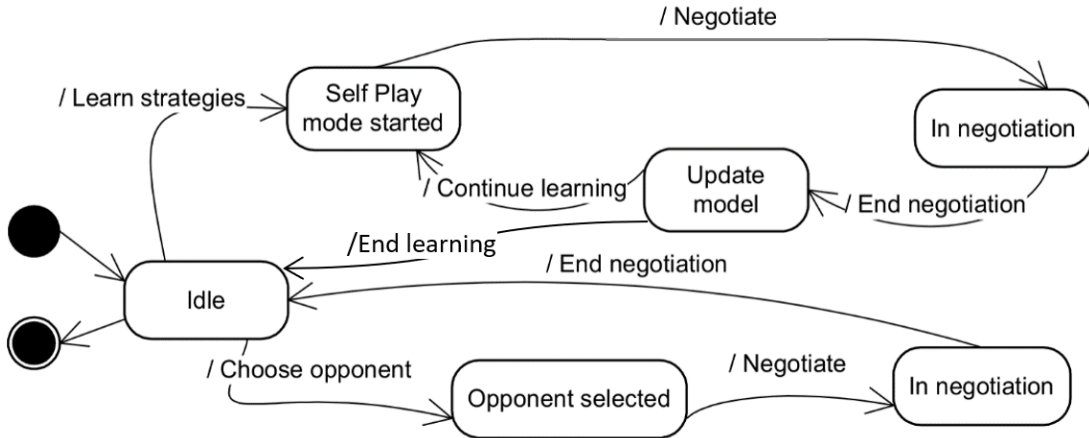 / Negotiate
/ Learn strategies
Self Play
mode started
In negotiation
/ Continue learning
Update
model
/ End negotiation
/End learning
/ End negotiation
Idle
/ Choose opponent
/ Negotiate
Opponent selected
In negotiation